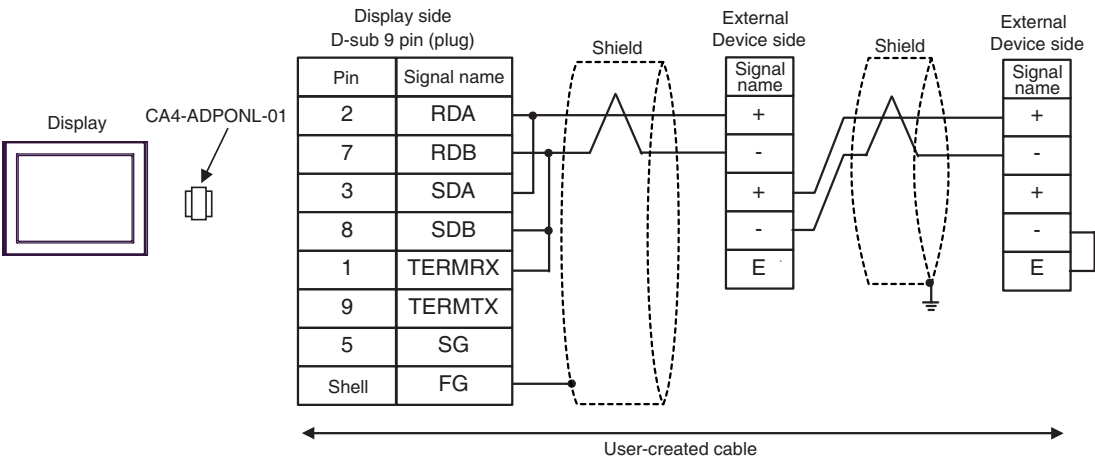 Display side
D-sub 9 pin (plug)
Shield
External
Device side
Shield
External
Device side
Display
CA4-ADPONL-01
Pin Signal name
2 RDA
7 RDB
3 SDA
8 SDB
1 TERMRX
9 TERMTX
5 SG
Shell FG
Signal
name
+
-
+
-
E
Signal
name
+
-
+
-
E
User-created cable